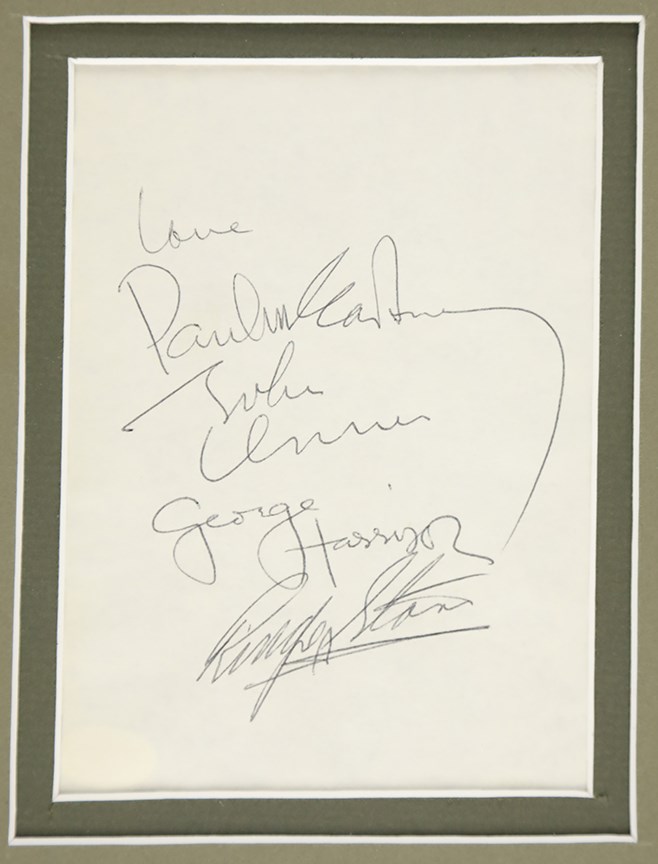 Love
Paul McCartney
John
Lennon
George
Harrison
Ringo Starr